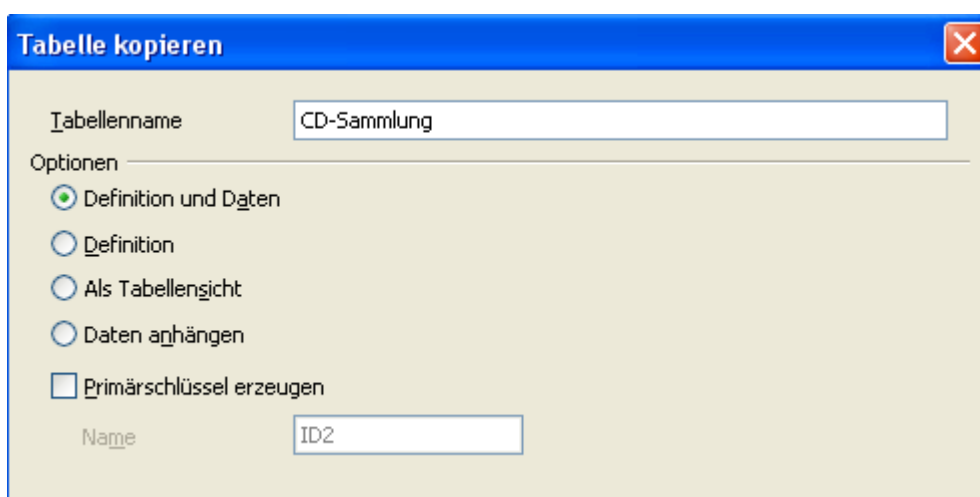 Tabelle kopieren
Tabellenname CD-Sammlung
Optionen
Definition und Daten
Definition
Als Tabellensicht
Daten anhängen
Primärschlüssel erzeugen
Name ID2